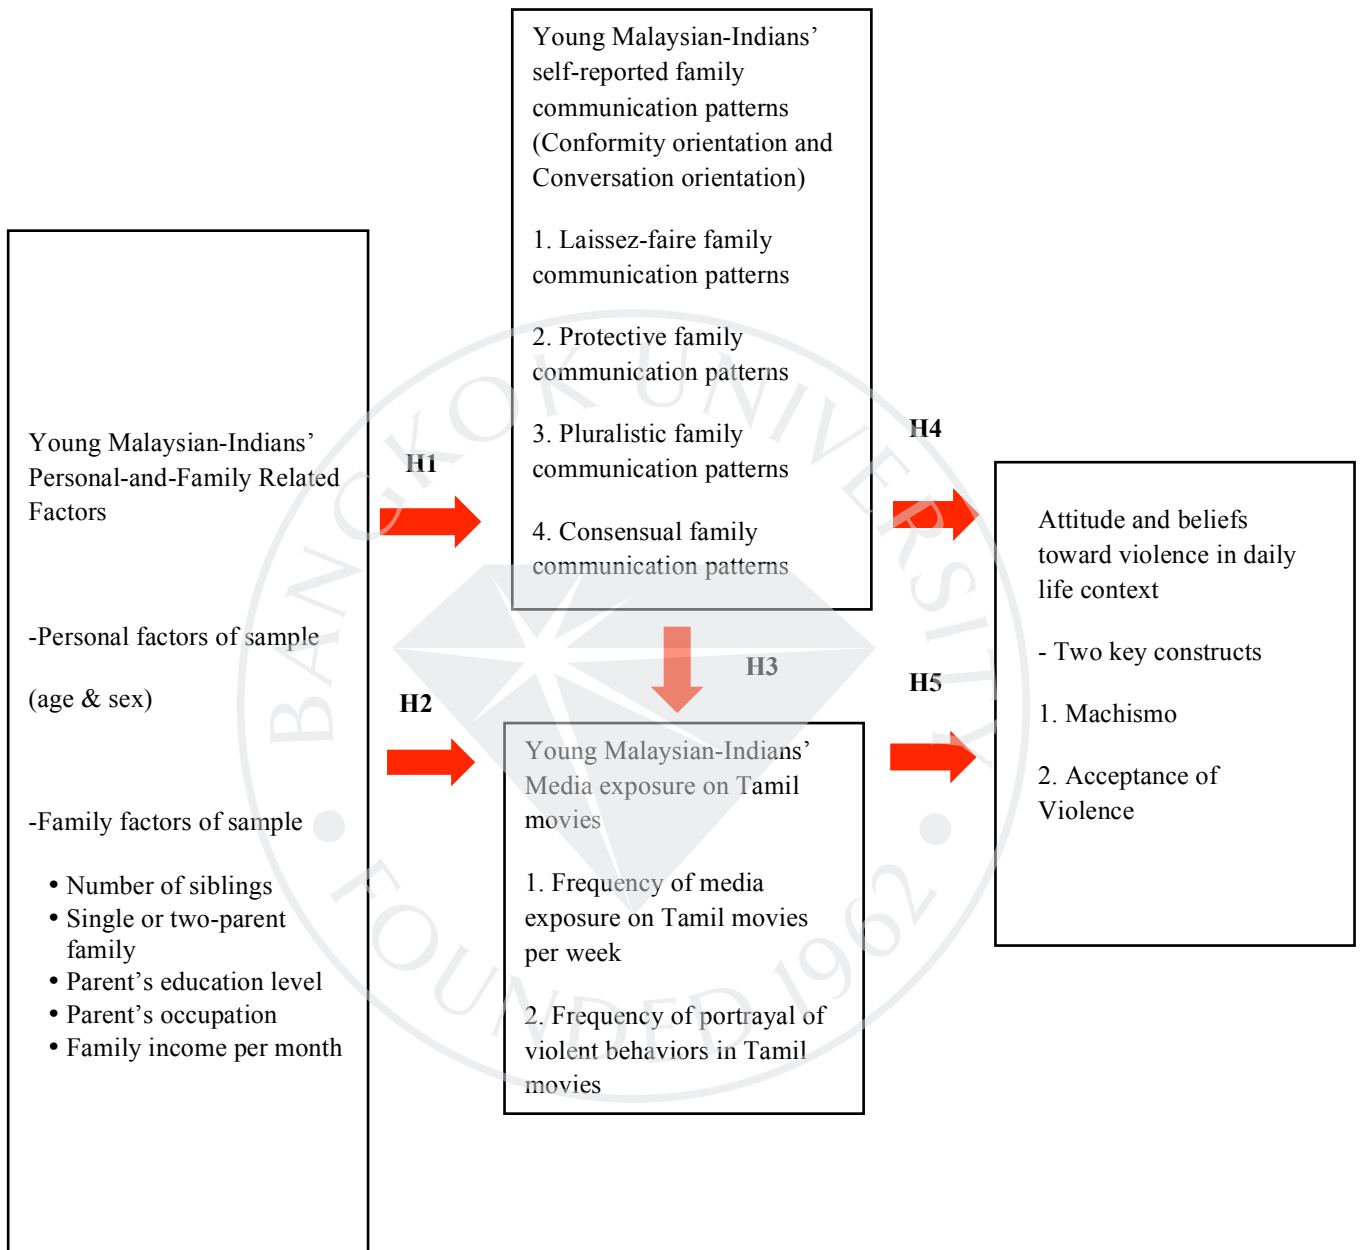 Young Malaysian-Indians’
Personal-and-Family Related
Factors
-Personal factors of sample
(age & sex)
-Family factors of sample
• Number of siblings
• Single or two-parent
family
• Parent’s education level
• Parent’s occupation
• Family income per month
H1
H2
Young Malaysian-Indians’
self-reported family
communication patterns
(Conformity orientation and
Conversation orientation)
1. Laissez-faire family
communication patterns
2. Protective family
communication patterns
3. Pluralistic family
communication patterns
4. Consensual family
communication patterns
H3
Young Malaysian-Indians’
Media exposure on Tamil
movies
1. Frequency of media
exposure on Tamil movies
per week
2. Frequency of portrayal of
violent behaviors in Tamil
movies
H4
H5
Attitude and beliefs
toward violence in daily
life context
- Two key constructs
1. Machismo
2. Acceptance of
Violence
BANGKOK UNIVERSITY
• FOUNDED 1962 •